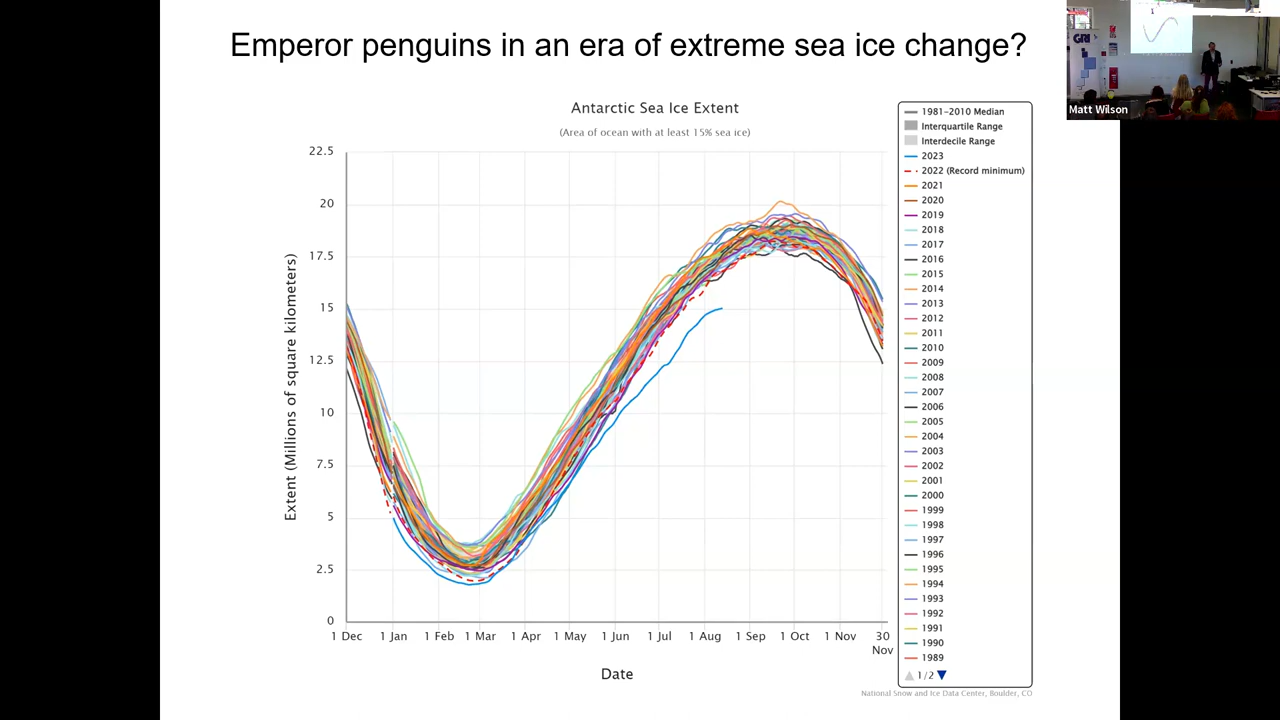 Emperor penguins in an era of extreme sea ice change?
GRI
Matt Wilson
Antarctic Sea Ice Extent
(Area of ocean with at least 15% sea ice)
Extent (Millions of square kilometers)
22.5
20
17.5
15
12.5
10
7.5
5
2.5
0
1 Dec
1 Jan
1 Feb
1 Mar
1 Apr
1 May
1 Jun
1 Jul
1 Aug
1 Sep
1 Oct
1 Nov
30
Nov
Date
1981-2010 Median
Interquartile Range
Interdecile Range
2023
2022 (Record minimum)
2021
2020
2019
2018
2017
2016
2015
2014
2013
2012
2011
2010
2009
2008
2007
2006
2005
2004
2003
2002
2001
2000
1999
1998
1997
1996
1995
1994
1993
1992
1991
1990
1989
1/2
National Snow and Ice Data Center, Boulder, CO